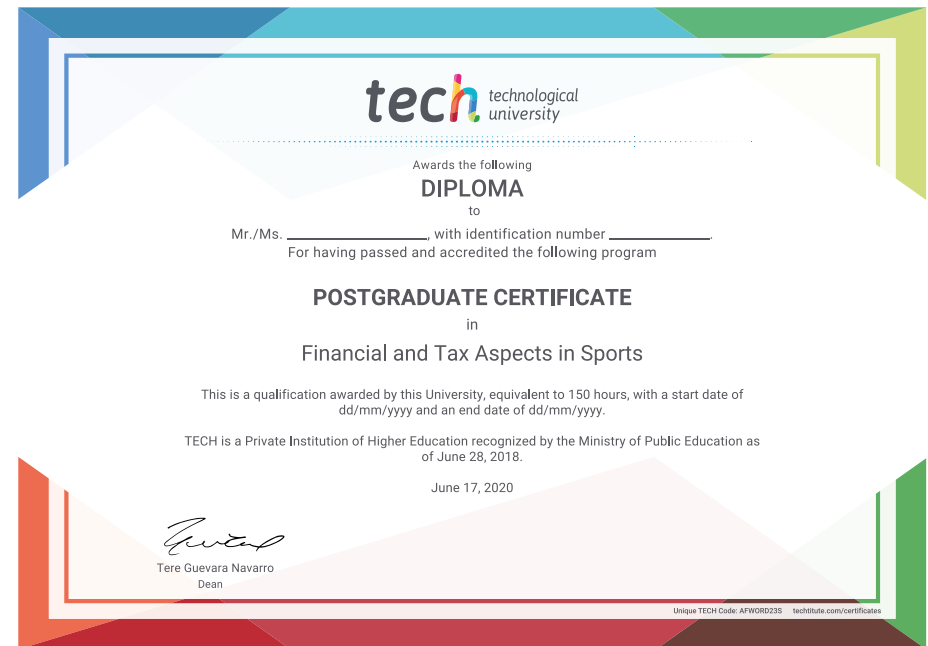 tech technological
university
Awards the following
DIPLOMA
to
Mr./Ms. ____________________, with identification number ______________.
For having passed and accredited the following program
POSTGRADUATE CERTIFICATE
in
Financial and Tax Aspects in Sports
This is a qualification awarded by this University, equivalent to 150 hours, with a start date of
dd/mm/yyyy and an end date of dd/mm/yyyy.
TECH is a Private Institution of Higher Education recognized by the Ministry of Public Education as
of June 28, 2018.
June 17, 2020
Tere Guevara Navarro
Dean
Unique TECH Code: AFWORD23S techtitute.com/certificates